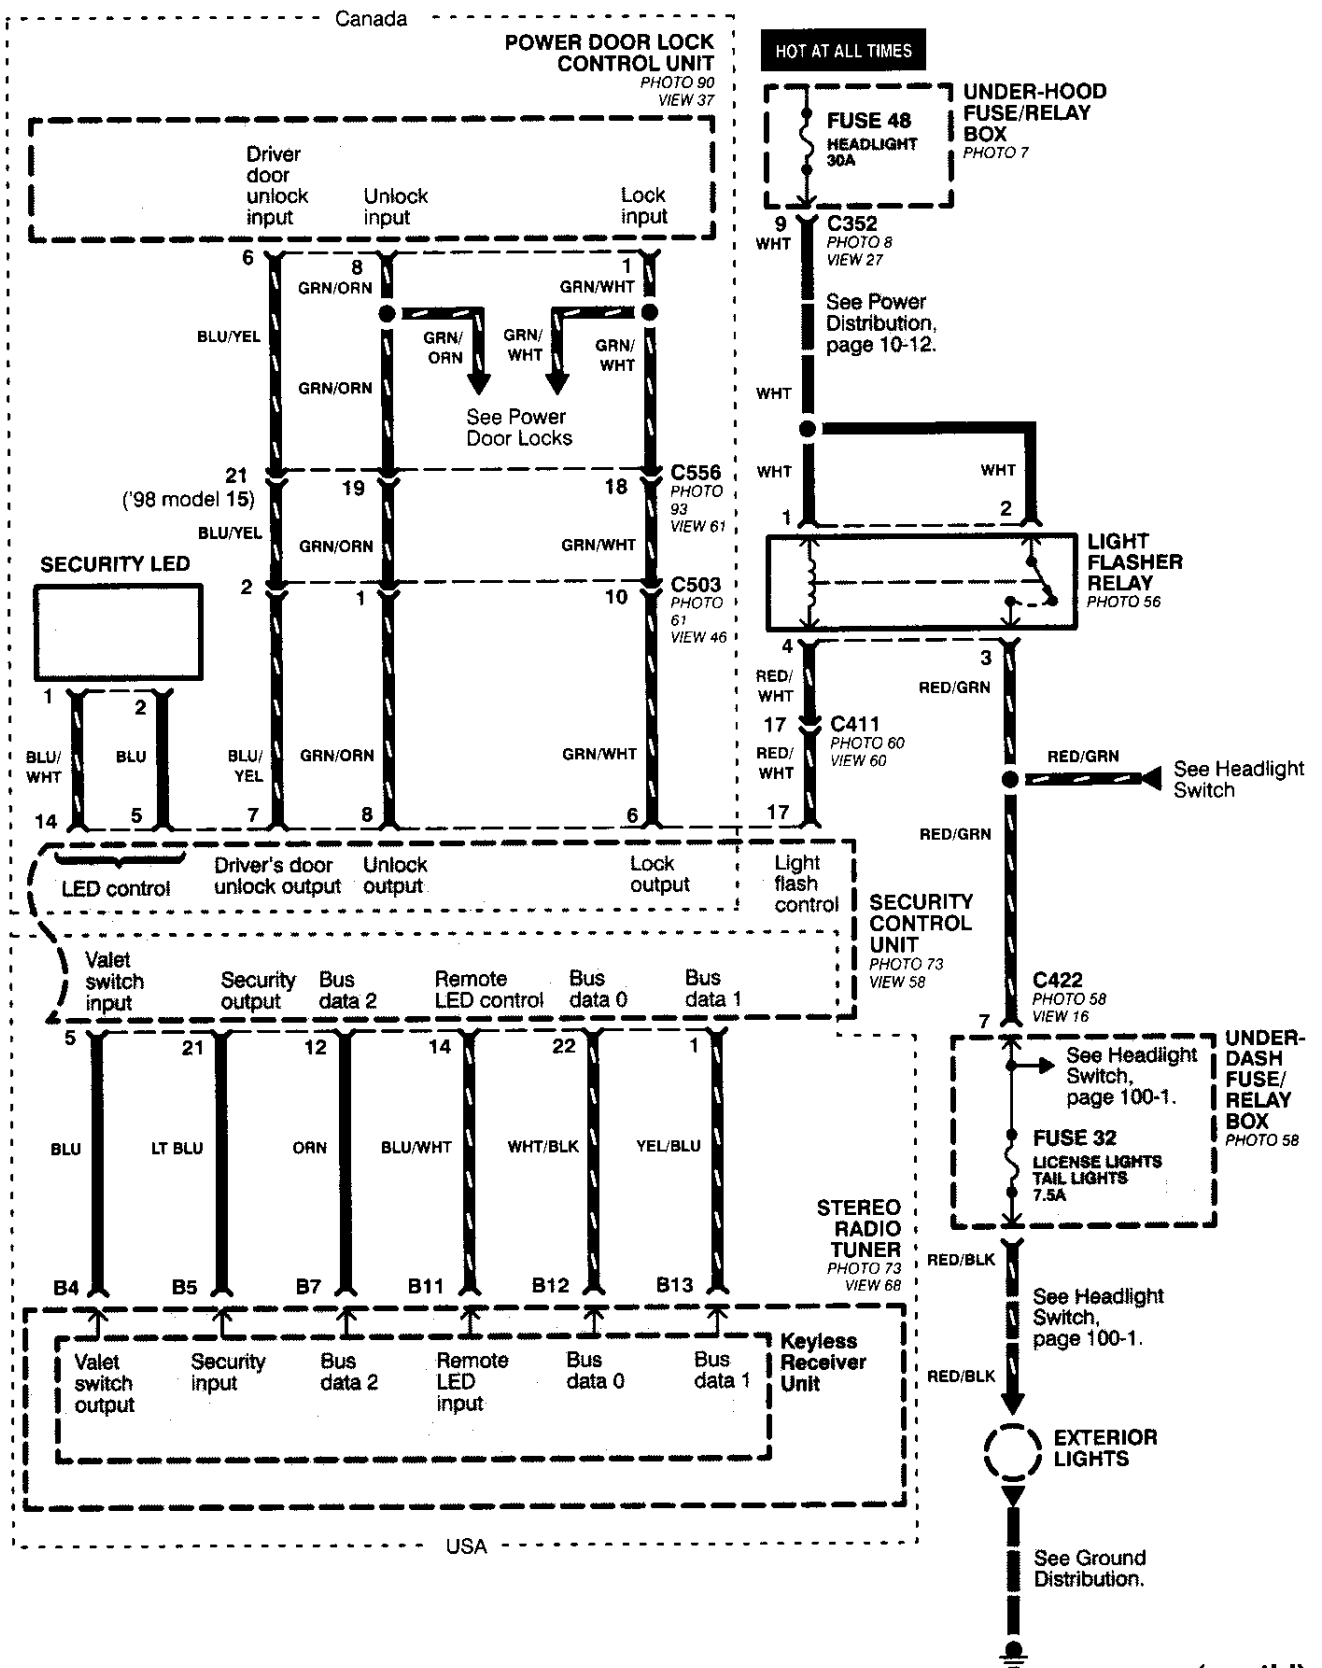 Canada
POWER DOOR LOCK
CONTROL UNIT
PHOTO 90
VIEW 37
HOT AT ALL TIMES
UNDER-HOOD
FUSE/RELAY
BOX
PHOTO 7
FUSE 48
HEADLIGHT
30A
Driver
door
unlock
input
Unlock
input
Lock
input
6
8
1
GRN/ORN
GRN/WHT
BLU/YEL
GRN/
ORN
GRN/
WHT
GRN/
WHT
GRN/ORN
See Power
Door Locks
9
WHT
C352
PHOTO 8
VIEW 27
See Power
Distribution,
page 10-12.
WHT
WHT
WHT
21
('98 model 15)
19
18
C556
PHOTO
93
VIEW 61
BLU/YEL
GRN/ORN
GRN/WHT
2
1
10
C503
PHOTO
61
VIEW 46
1
2
LIGHT
FLASHER
RELAY
PHOTO 56
4
3
SECURITY LED
1
2
BLU/
WHT
BLU
BLU/
YEL
GRN/ORN
GRN/WHT
RED/
WHT
17
C411
PHOTO 60
VIEW 60
RED/
WHT
RED/GRN
RED/GRN
See Headlight
Switch
RED/GRN
14
5
7
8
6
17
LED control
Driver's door
unlock output
Unlock
output
Lock
output
Light
flash
control
SECURITY
CONTROL
UNIT
PHOTO 73
VIEW 58
Valet
switch
input
Security
output
Bus
data 2
Remote
LED control
Bus
data 0
Bus
data 1
C422
PHOTO 58
VIEW 16
7
5
21
12
14
22
1
UNDER-
DASH
FUSE/
RELAY
BOX
PHOTO 58
See Headlight
Switch,
page 100-1.
FUSE 32
LICENSE LIGHTS
TAIL LIGHTS
7.5A
BLU
LT BLU
ORN
BLU/WHT
WHT/BLK
YEL/BLU
STEREO
RADIO
TUNER
PHOTO 73
VIEW 68
B4
B5
B7
B11
B12
B13
RED/BLK
See Headlight
Switch,
page 100-1.
RED/BLK
Keyless
Receiver
Unit
Valet
switch
output
Security
input
Bus
data 2
Remote
LED
input
Bus
data 0
Bus
data 1
EXTERIOR
LIGHTS
USA
See Ground
Distribution.